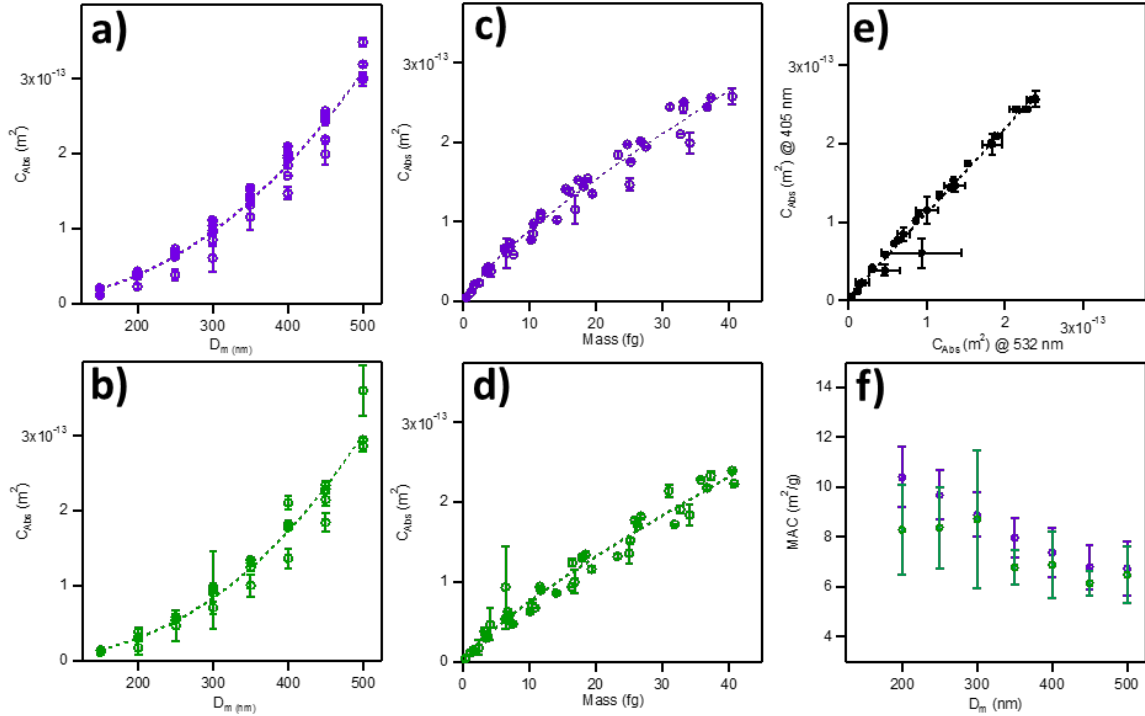 a)
3x10⁻¹³
2
1
0
C_Abs (m²)
200
300
400
500
D_m (nm)
c)
3x10⁻¹³
2
1
0
C_Abs (m²)
0
10
20
30
40
Mass (fg)
e)
3x10⁻¹³
2
1
0
C_Abs (m²) @ 405 nm
0
1
3x10⁻¹³
C_Abs (m²) @ 532 nm
b)
3x10⁻¹³
2
1
0
C_Abs (m²)
200
300
400
500
D_m (nm)
d)
3x10⁻¹³
2
1
0
C_Abs (m²)
0
10
20
30
40
Mass (fg)
f)
14
12
10
8
6
4
MAC (m²/g)
200
300
400
500
D_m (nm)